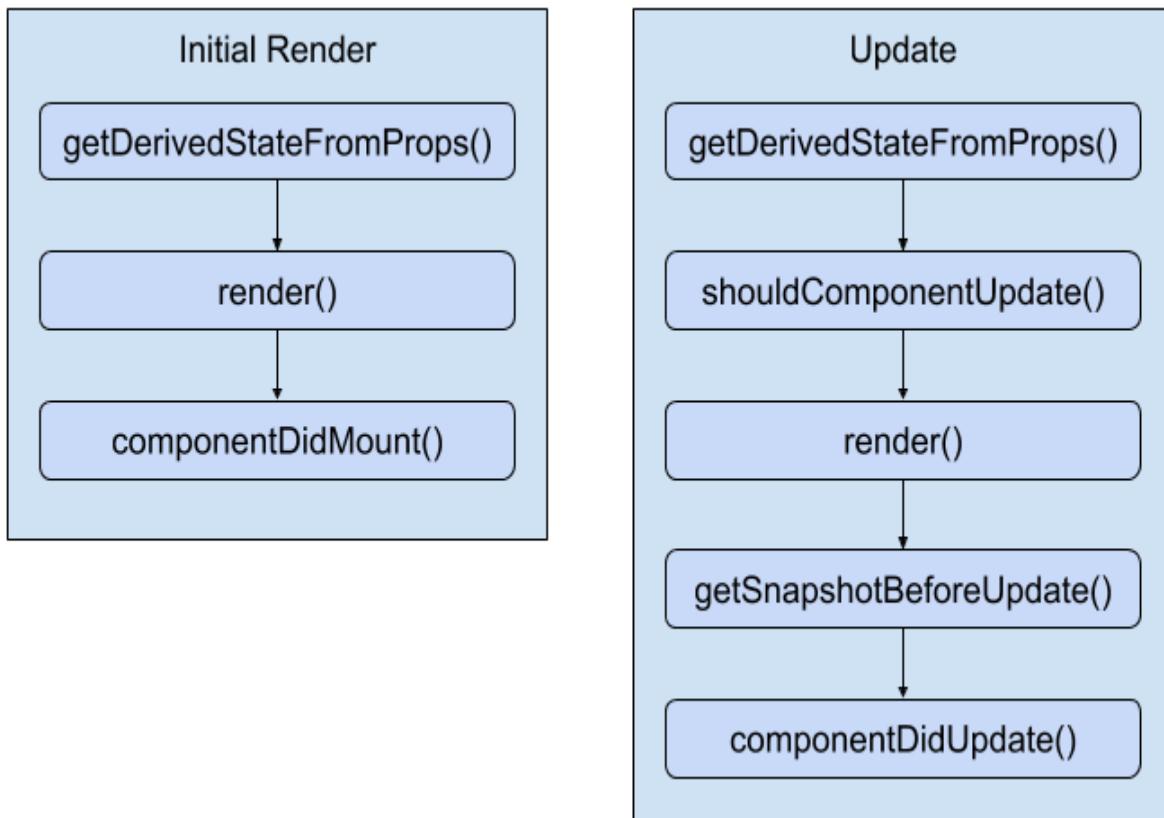 Initial Render
getDerivedStateFromProps()
render()
componentDidMount()
Update
getDerivedStateFromProps()
shouldComponentUpdate()
render()
getSnapshotBeforeUpdate()
componentDidUpdate()